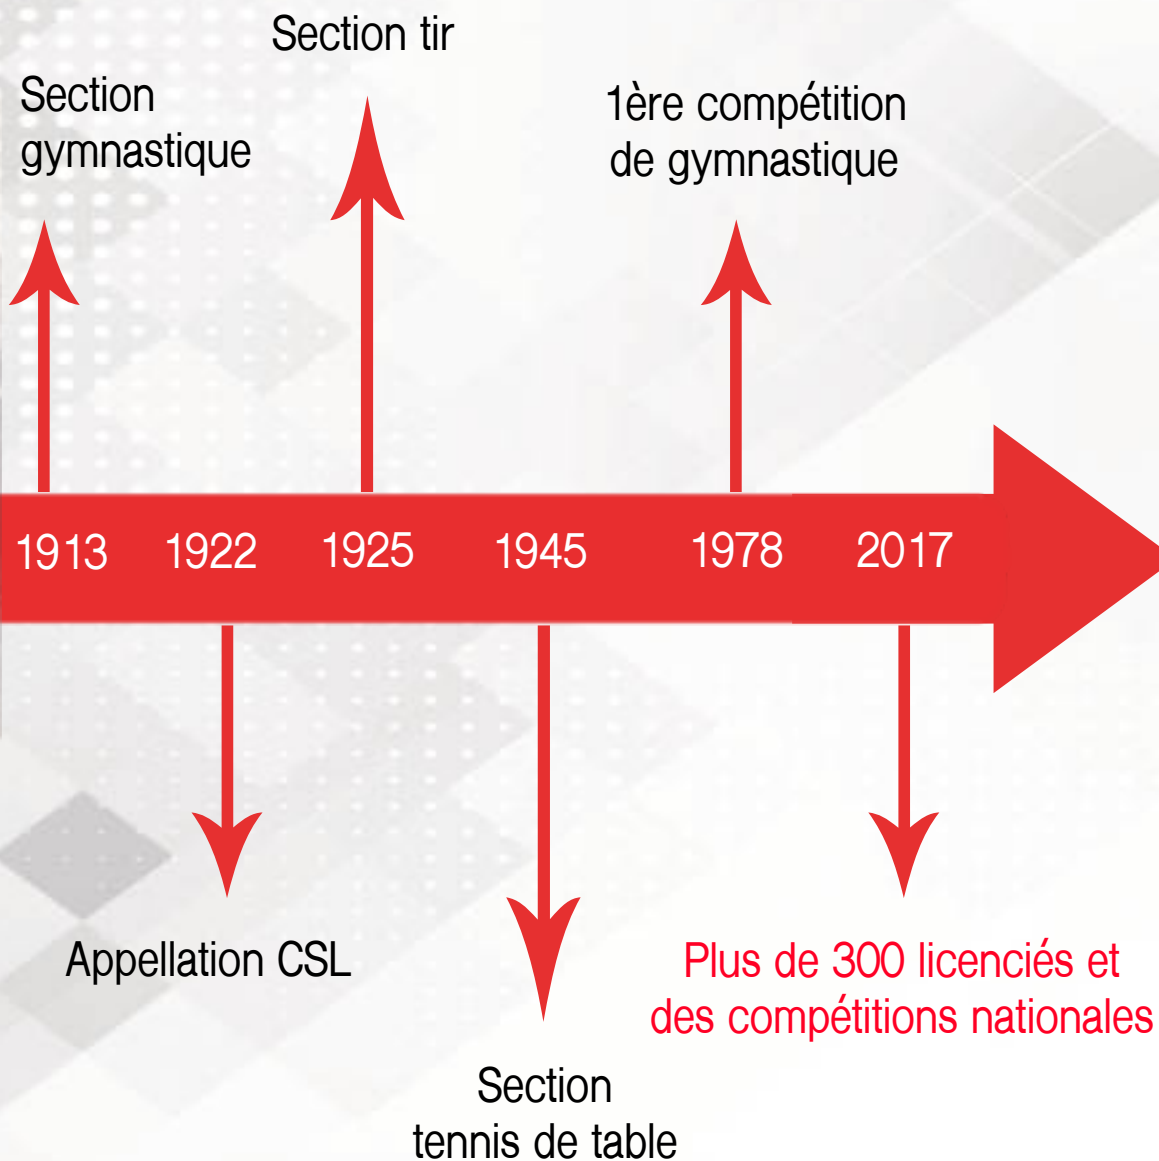 Section tir
Section
gymnastique
1ère compétition
de gymnastique
1913
1922
1925
1945
1978
2017
Appellation CSL
Plus de 300 licenciés et
des compétitions nationales
Section
tennis de table